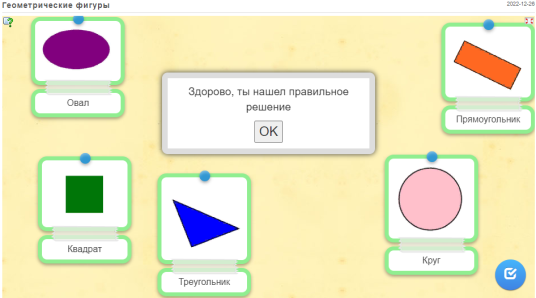 Геометрические фигуры
2022-12-26
Овал
Здорово, ты нашел правильное
решение
OK
Прямоугольник
Квадрат
Треугольник
Круг